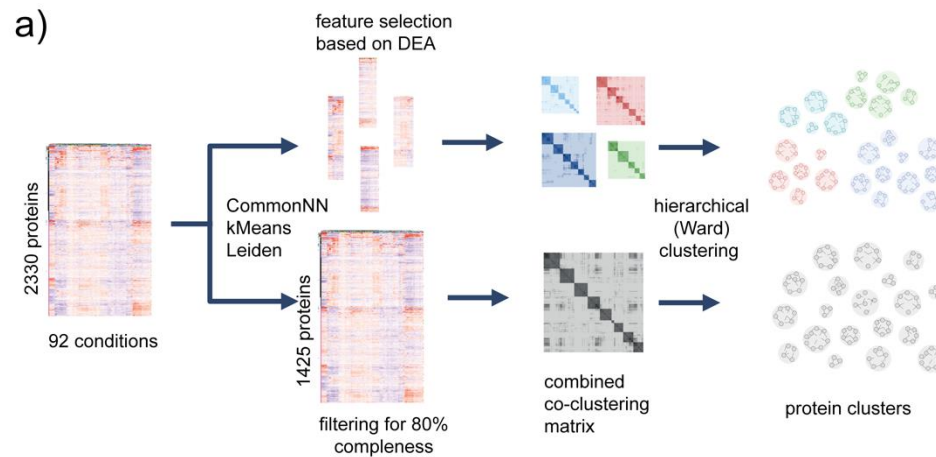 a)
feature selection
based on DEA
2330 proteins
92 conditions
CommonNN
kMeans
Leiden
1425 proteins
filtering for 80%
compleness
combined
co-clustering
matrix
hierarchical
(Ward)
clustering
protein clusters